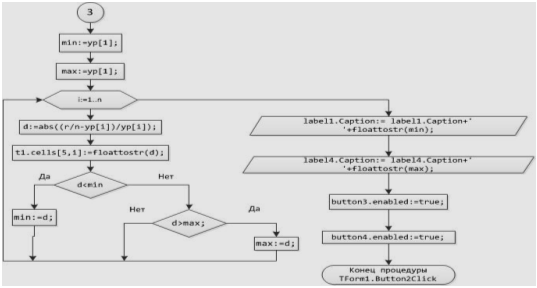 3
min:=yp[1];
max:=yp[1];
i:=1…n
d:=abs((r/n-yp[i])/yp[i]);
t1.cells[5,i]:=floattostr(d);
Да
d<min
Нет
min:=d;
Нет
d>max;
Да
max:=d;
label1.Caption:= label1.Caption+'
'+floattostr(min);
label4.Caption:= label4.Caption+'
'+floattostr(max);
button3.enabled:=true;
button4.enabled:=true;
Конец процедуры
TForm1.Button2Click